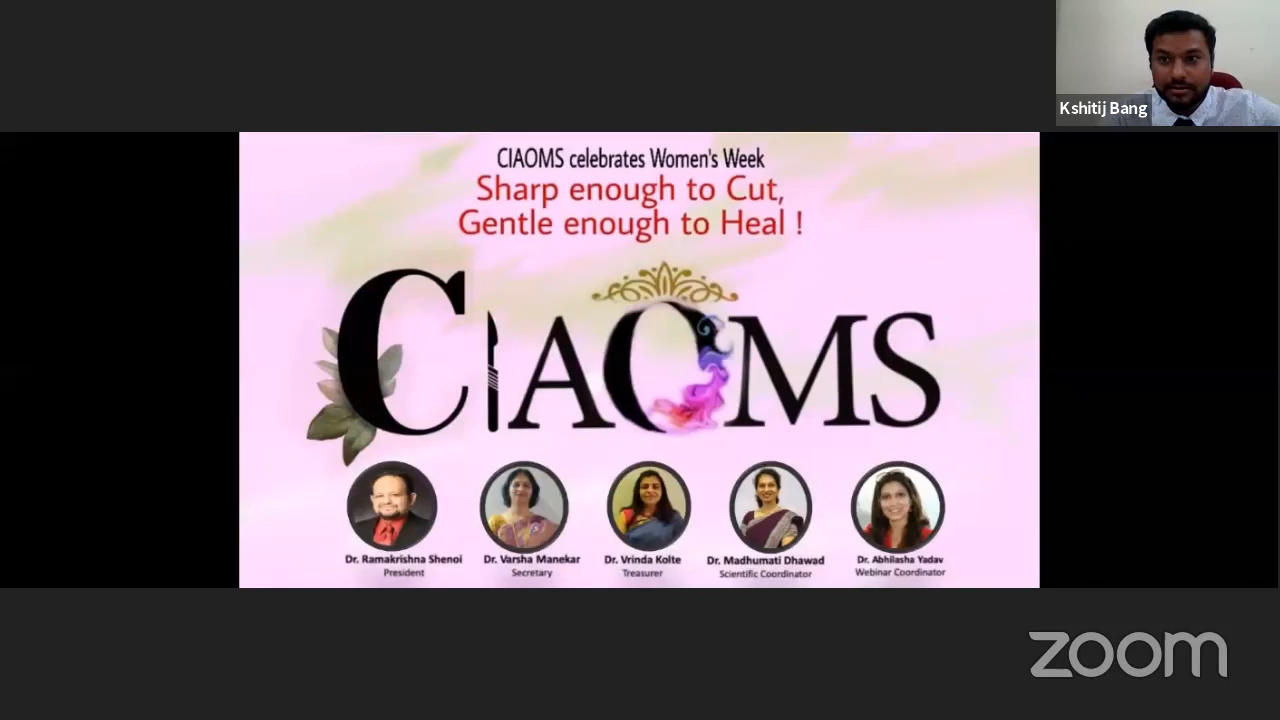 Kshitij Bang
CIAOMS celebrates Women's Week
Sharp enough to Cut,
Gentle enough to Heal !
CIAOMS
Dr. Ramakrishna Shenoi
President
Dr. Varsha Manekar
Secretary
Dr. Vrinda Kolte
Treasurer
Dr. Madhumati Dhawad
Scientific Coordinator
Dr. Abhilasha Yadav
Webinar Coordinator
zoom